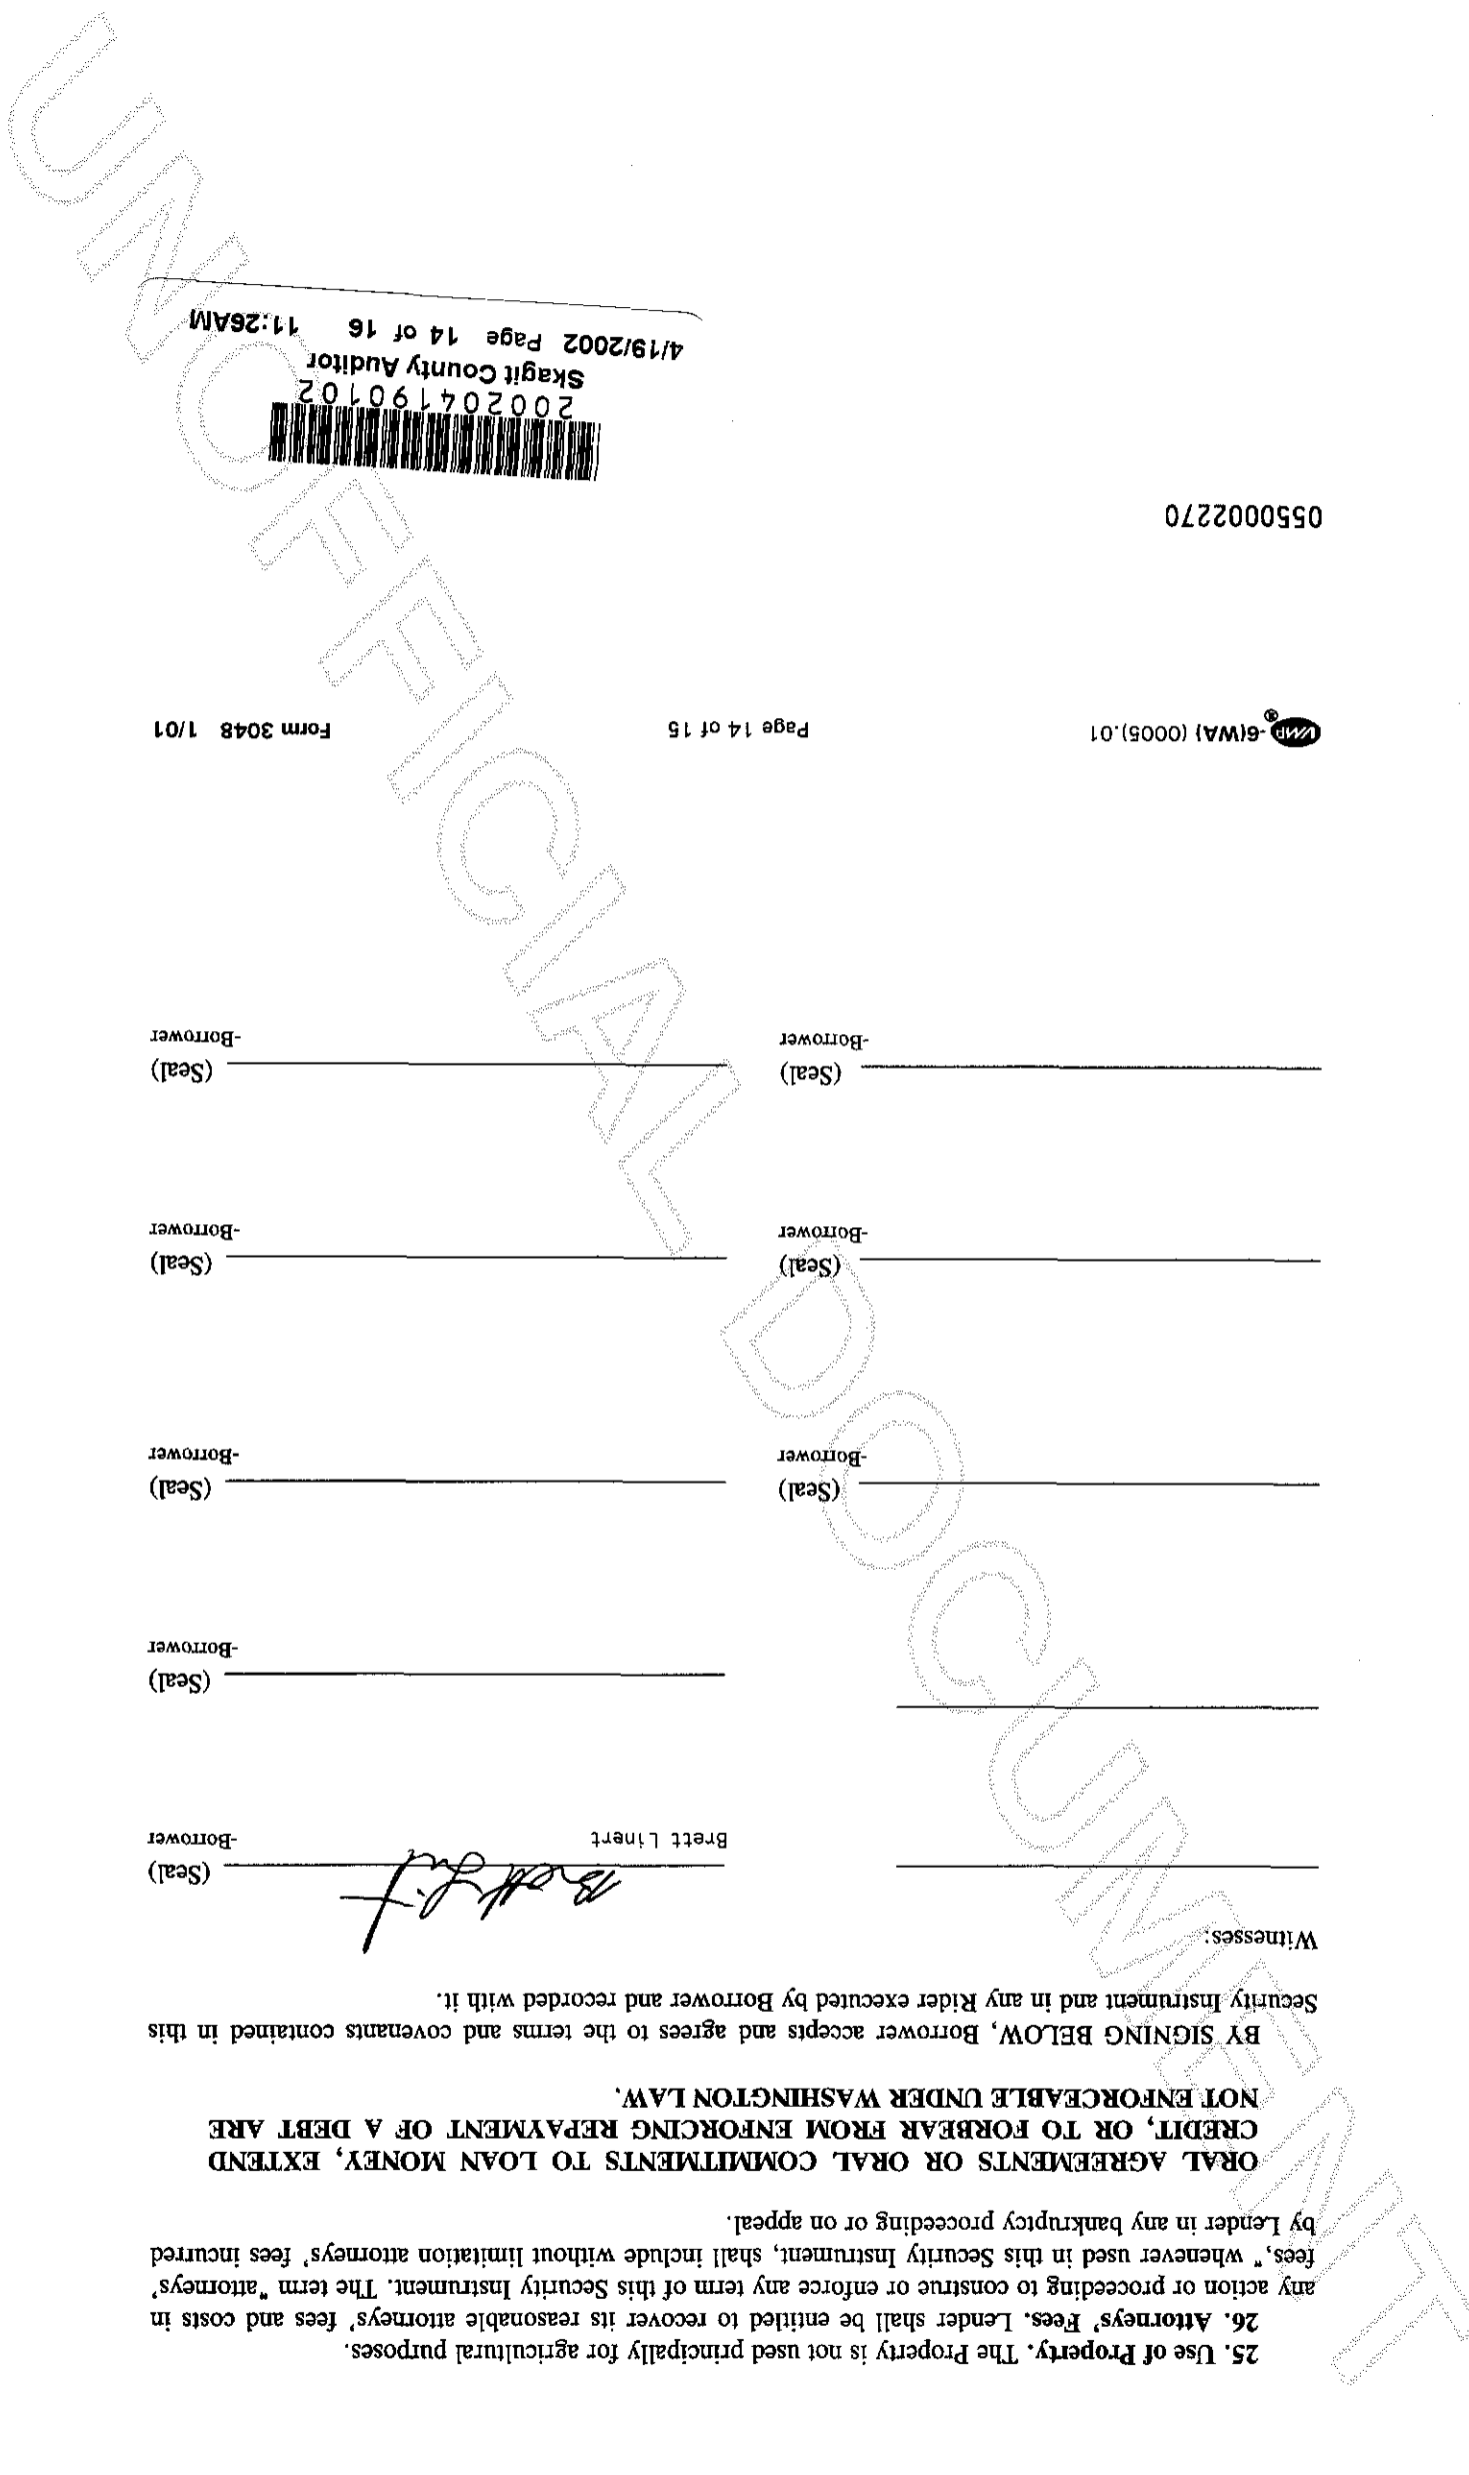 25. Use of Property. The Property is not used principally for agricultural purposes.
26. Attorneys' Fees. Lender shall be entitled to recover its reasonable attorneys' fees and costs in
any action or proceeding to construe or enforce any term of this Security Instrument. The term "attorneys'
fees," whenever used in this Security Instrument, shall include without limitation attorneys' fees incurred
by Lender in any bankruptcy proceeding or on appeal.
ORAL AGREEMENTS OR ORAL COMMITMENTS TO LOAN MONEY, EXTEND
CREDIT, OR TO FORBEAR FROM ENFORCING REPAYMENT OF A DEBT ARE
NOT ENFORCEABLE UNDER WASHINGTON LAW.
BY SIGNING BELOW, Borrower accepts and agrees to the terms and covenants contained in this
Security Instrument and in any Rider executed by Borrower and recorded with it.
Witnesses:
(Seal)
Brett Linert -Borrower
(Seal)
-Borrower
(Seal) (Seal)
-Borrower -Borrower
(Seal) (Seal)
-Borrower -Borrower
(Seal) (Seal)
-Borrower -Borrower
VMP®-6(WA) (0005).01 Page 14 of 15 Form 3048 1/01
0550002270
200204190102
Skagit County Auditor
4/19/2002 Page 14 of 16 11:26AM
UNOFFICIAL DOCUMENT